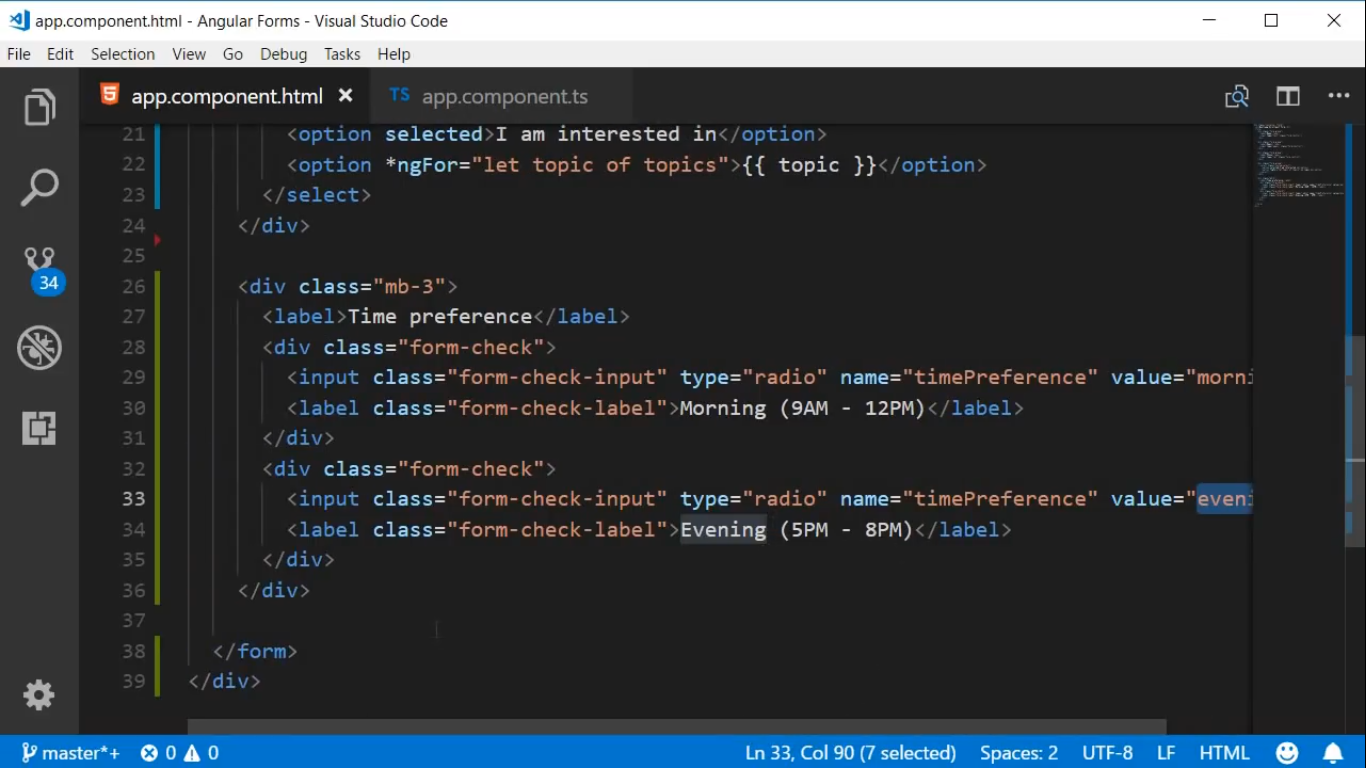 app.component.html - Angular Forms - Visual Studio Code
File Edit Selection View Go Debug Tasks Help
app.component.html TS app.component.ts
21 <option selected>I am interested in</option>
22 <option *ngFor="let topic of topics">{{ topic }}</option>
23 </select>
24 </div>
25
26 <div class="mb-3">
27 <label>Time preference</label>
28 <div class="form-check">
29 <input class="form-check-input" type="radio" name="timePreference" value="morni
30 <label class="form-check-label">Morning (9AM - 12PM)</label>
31 </div>
32 <div class="form-check">
33 <input class="form-check-input" type="radio" name="timePreference" value="eveni
34 <label class="form-check-label">Evening (5PM - 8PM)</label>
35 </div>
36 </div>
37
38 </form>
39 </div>
34
master*+ 0 0 Ln 33, Col 90 (7 selected) Spaces: 2 UTF-8 LF HTML